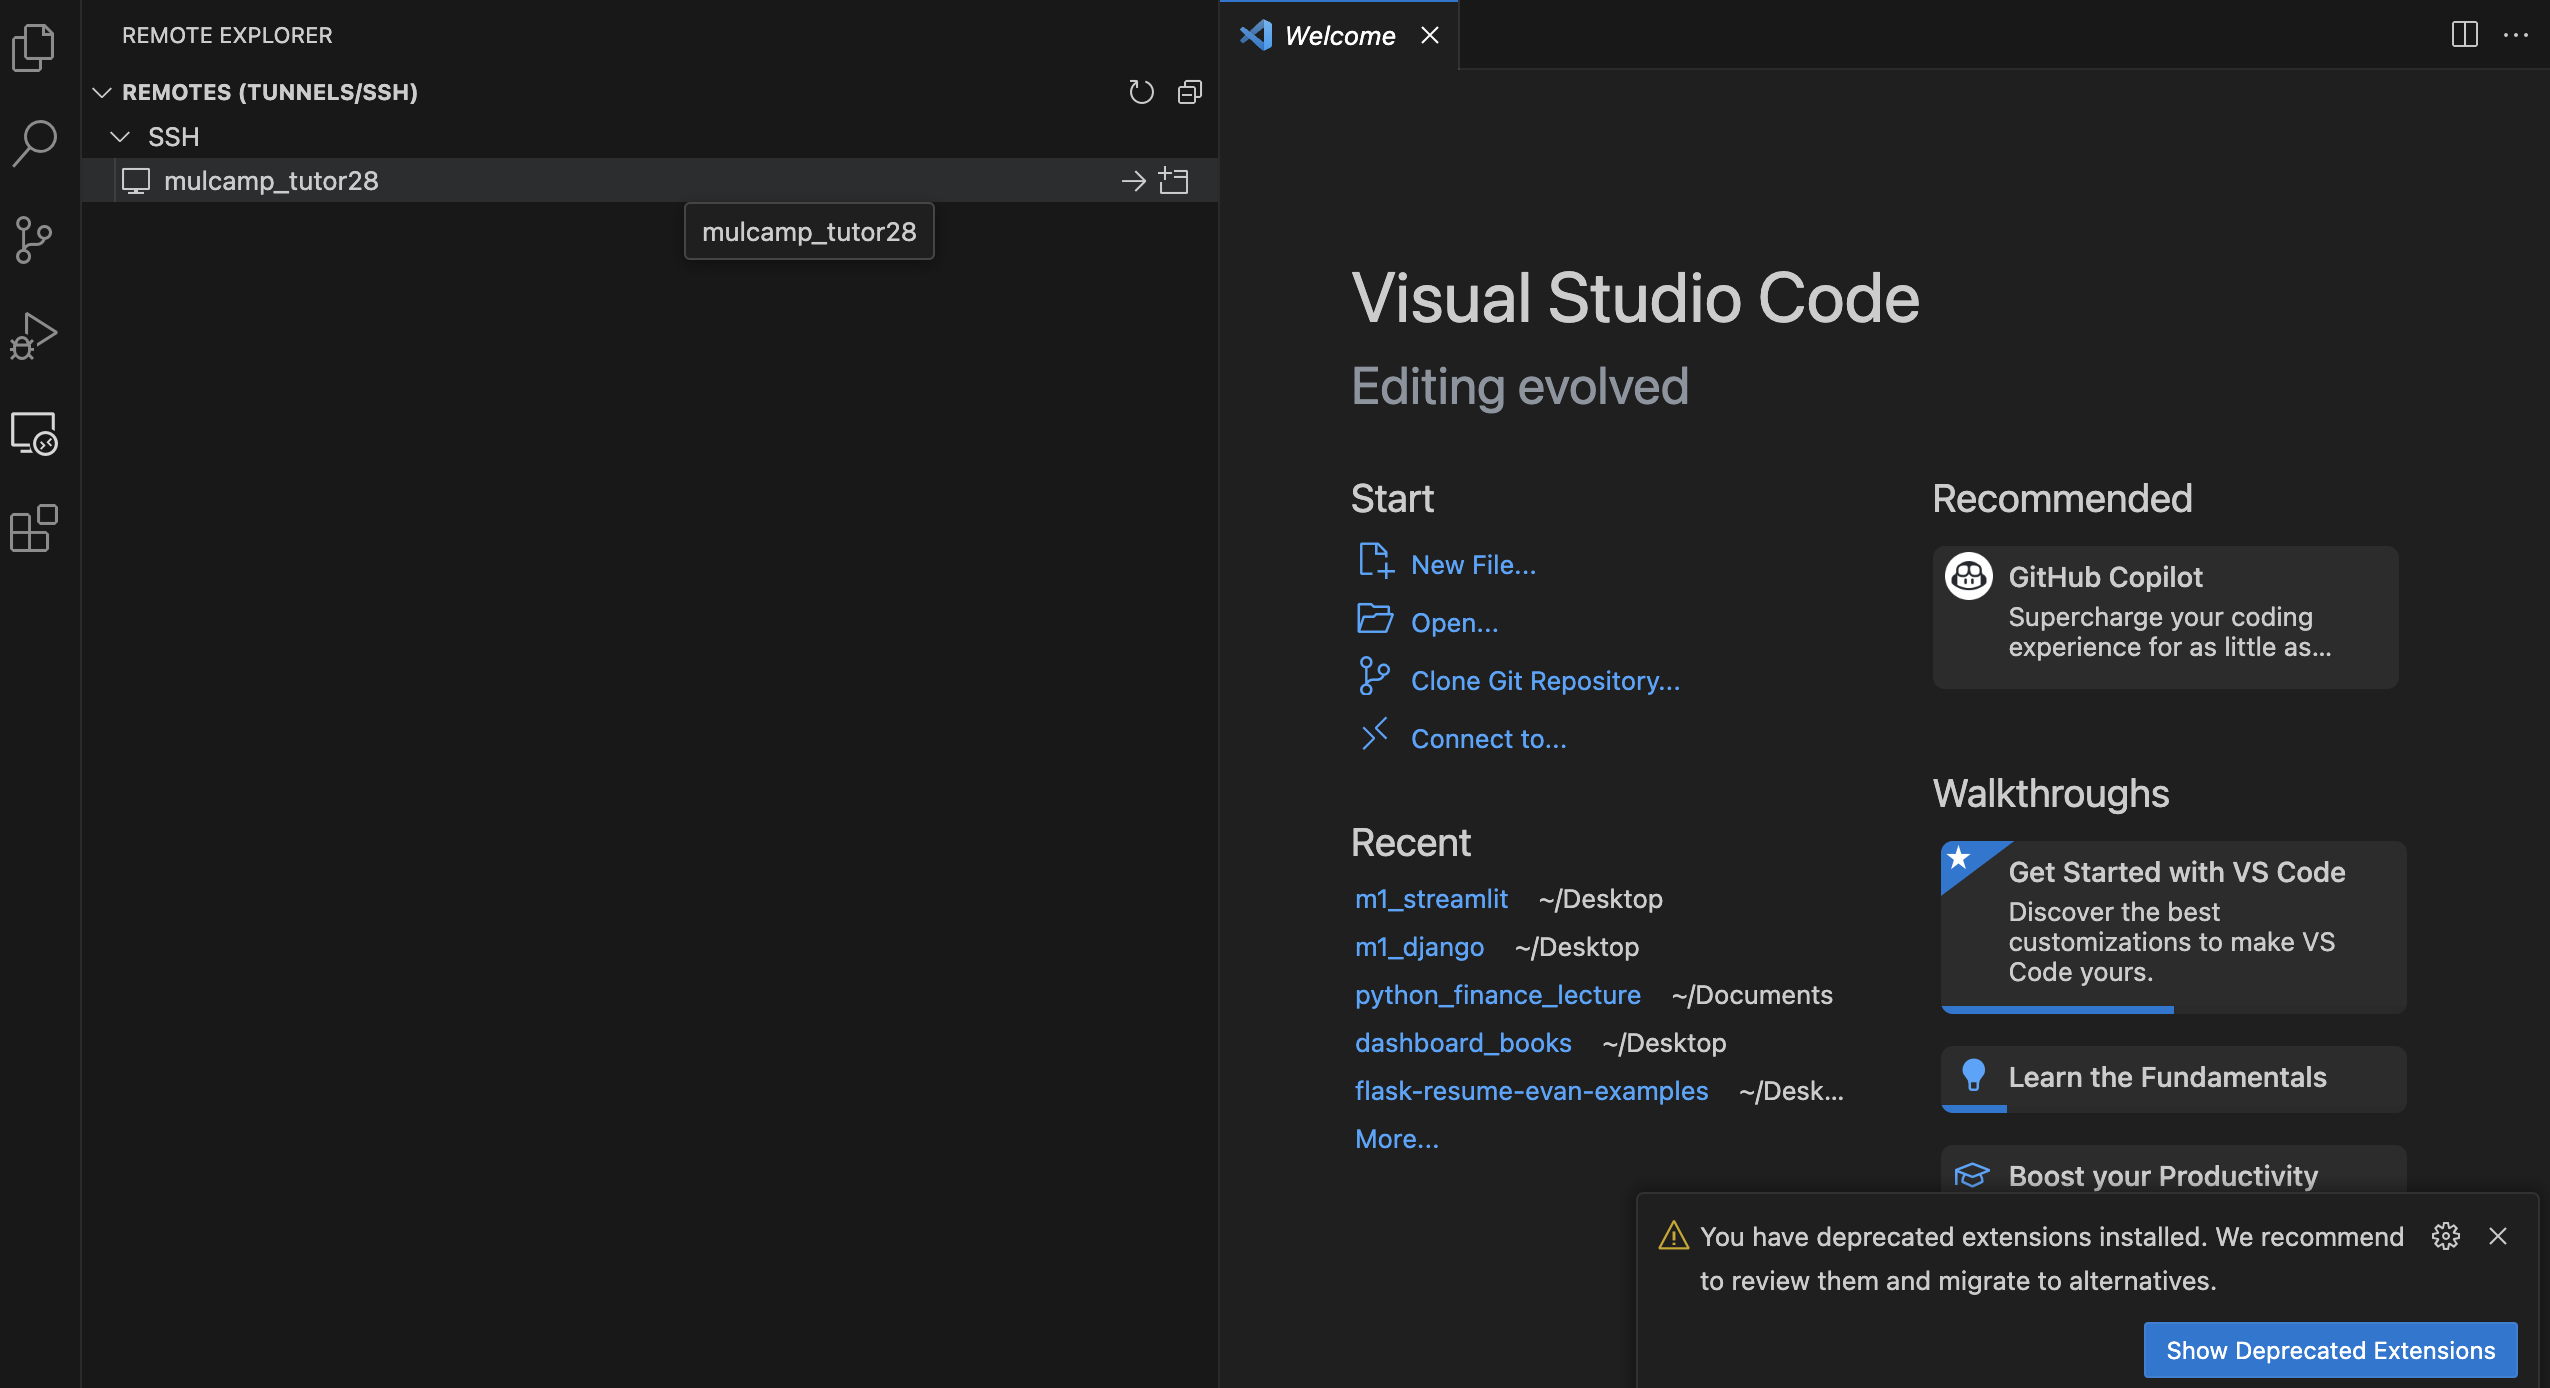 REMOTE EXPLORER
REMOTES (TUNNELS/SSH)
SSH
mulcamp_tutor28
mulcamp_tutor28
Welcome
Visual Studio Code
Editing evolved
Start
New File...
Open...
Clone Git Repository...
Connect to...
Recent
m1_streamlit ~/Desktop
m1_django ~/Desktop
python_finance_lecture ~/Documents
dashboard_books ~/Desktop
flask-resume-evan-examples ~/Desk...
More...
Recommended
GitHub Copilot
Supercharge your coding
experience for as little as...
Walkthroughs
Get Started with VS Code
Discover the best
customizations to make VS
Code yours.
Learn the Fundamentals
Boost your Productivity
You have deprecated extensions installed. We recommend
to review them and migrate to alternatives.
Show Deprecated Extensions